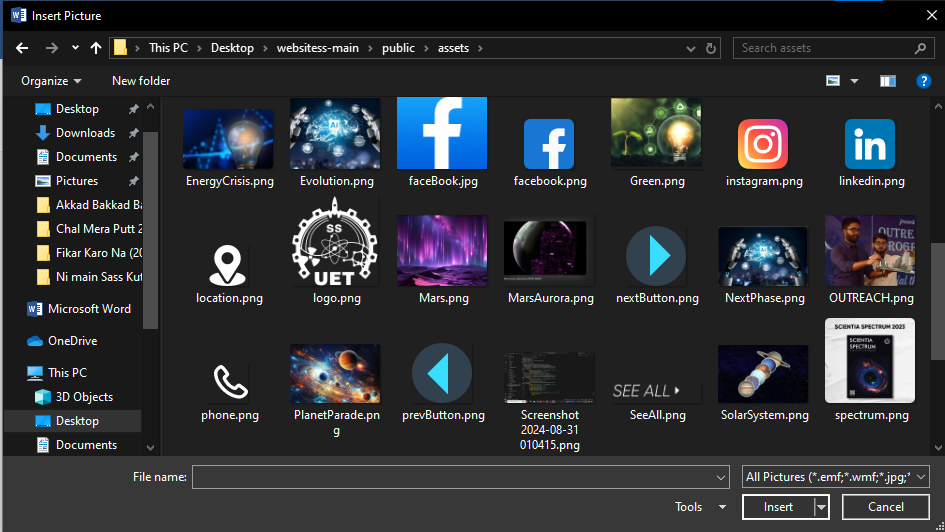 Insert Picture
This PC > Desktop > websitess-main > public > assets >
Search assets
Organize
New folder
Desktop
Downloads
Documents
Pictures
Akkad Bakkad Ba
Chal Mera Putt 2
Fikar Karo Na (20
Ni main Sass Kut
Microsoft Word
OneDrive
This PC
3D Objects
Desktop
Documents
AI
EnergyCrisis.png
Evolution.png
faceBook.jpg
facebook.png
Green.png
instagram.png
in
linkedin.png
SS
UET
OUTRE
location.png
logo.png
Mars.png
MarsAurora.png
nextButton.png
NextPhase.png
OUTREACH.png
SCIENTIA SPECTRUM 2023
SCIENTIA
SPECTRUM
SEE ALL
phone.png
PlanetParade.pn
g
prevButton.png
Screenshot
2024-08-31
010415.png
SeeAll.png
SolarSystem.png
spectrum.png
File name:
All Pictures (*.emf;*.wmf;*.jpg;*
Tools
Insert
Cancel